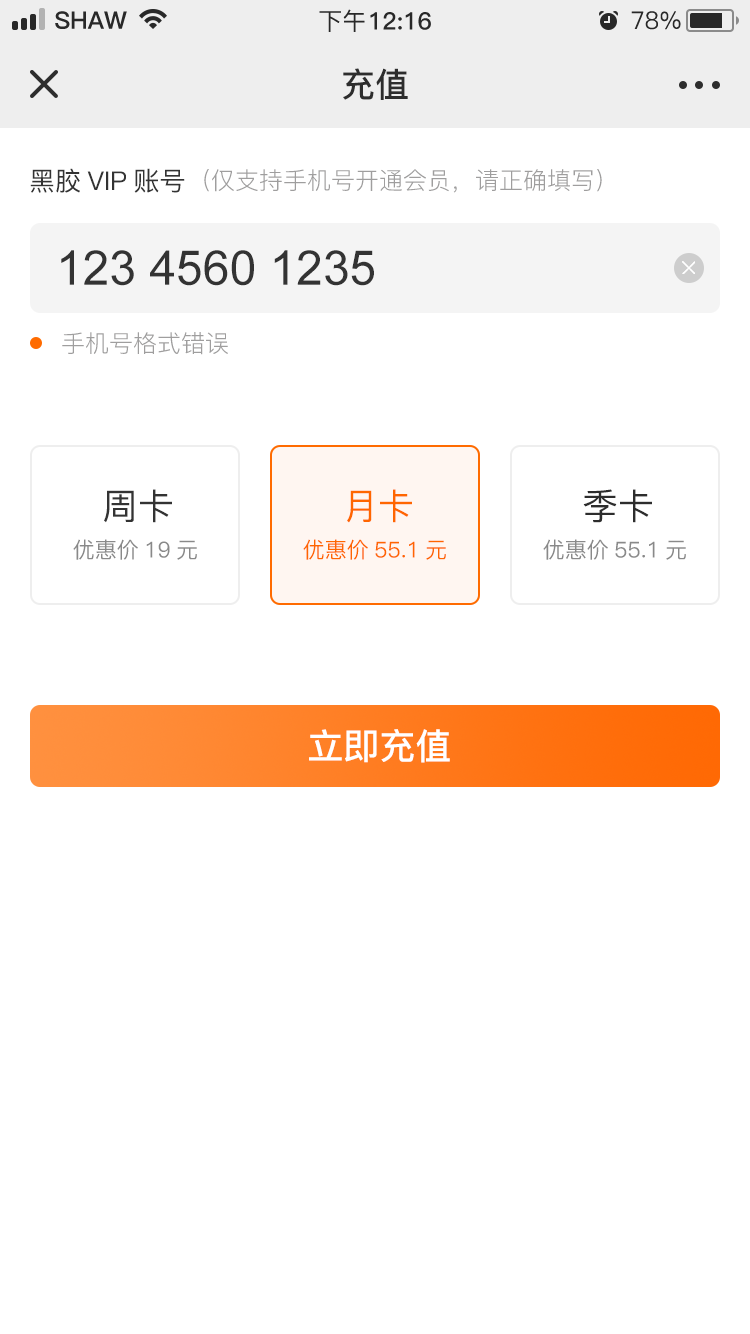 SHAW 下午12:16 78%
充值
黑胶 VIP 账号（仅支持手机号开通会员，请正确填写）
123 4560 1235
手机号格式错误
周卡 月卡 季卡
优惠价 19 元 优惠价 55.1 元 优惠价 55.1 元
立即充值